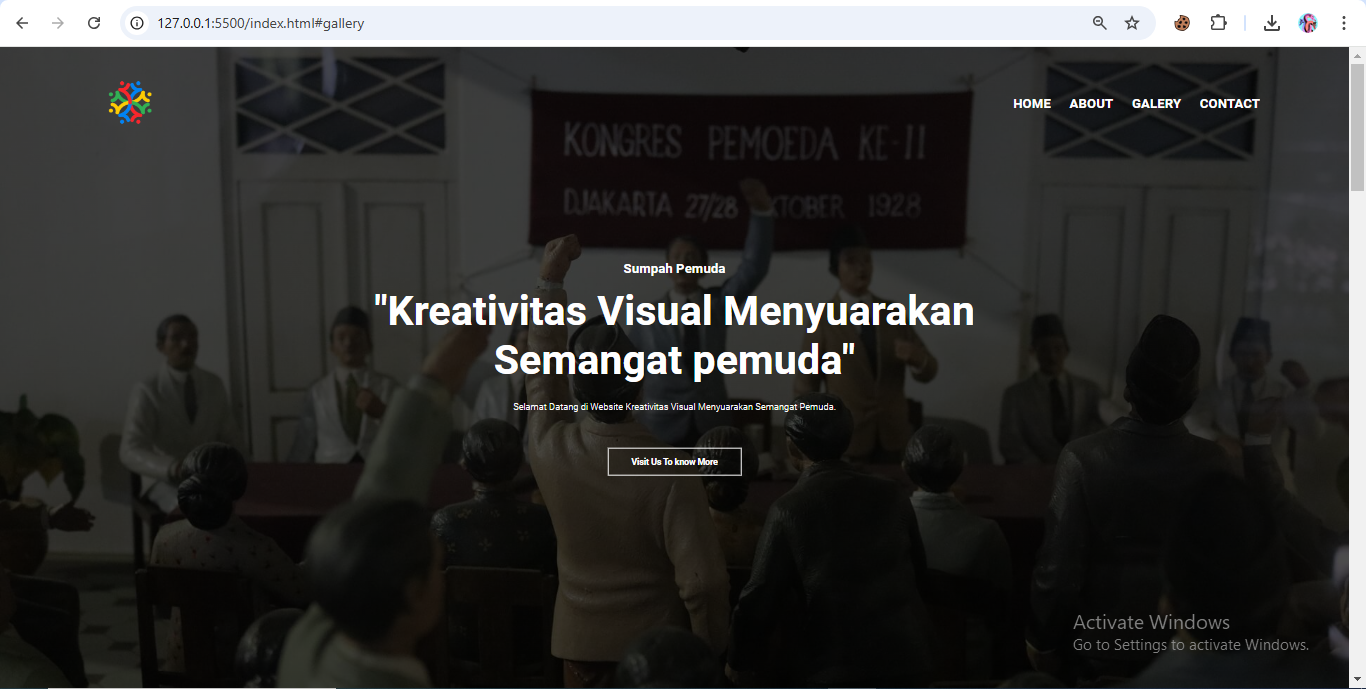 127.0.0.1:5500/index.html#gallery
HOME ABOUT GALERY CONTACT
KONGRES PEMOEDA KE-II
DJAKARTA 27/28 OKTOBER 1928
Sumpah Pemuda
"Kreativitas Visual Menyuarakan
Semangat pemuda"
Selamat Datang di Website Kreativitas Visual Menyuarakan Semangat Pemuda.
Visit Us To know More
Activate Windows
Go to Settings to activate Windows.